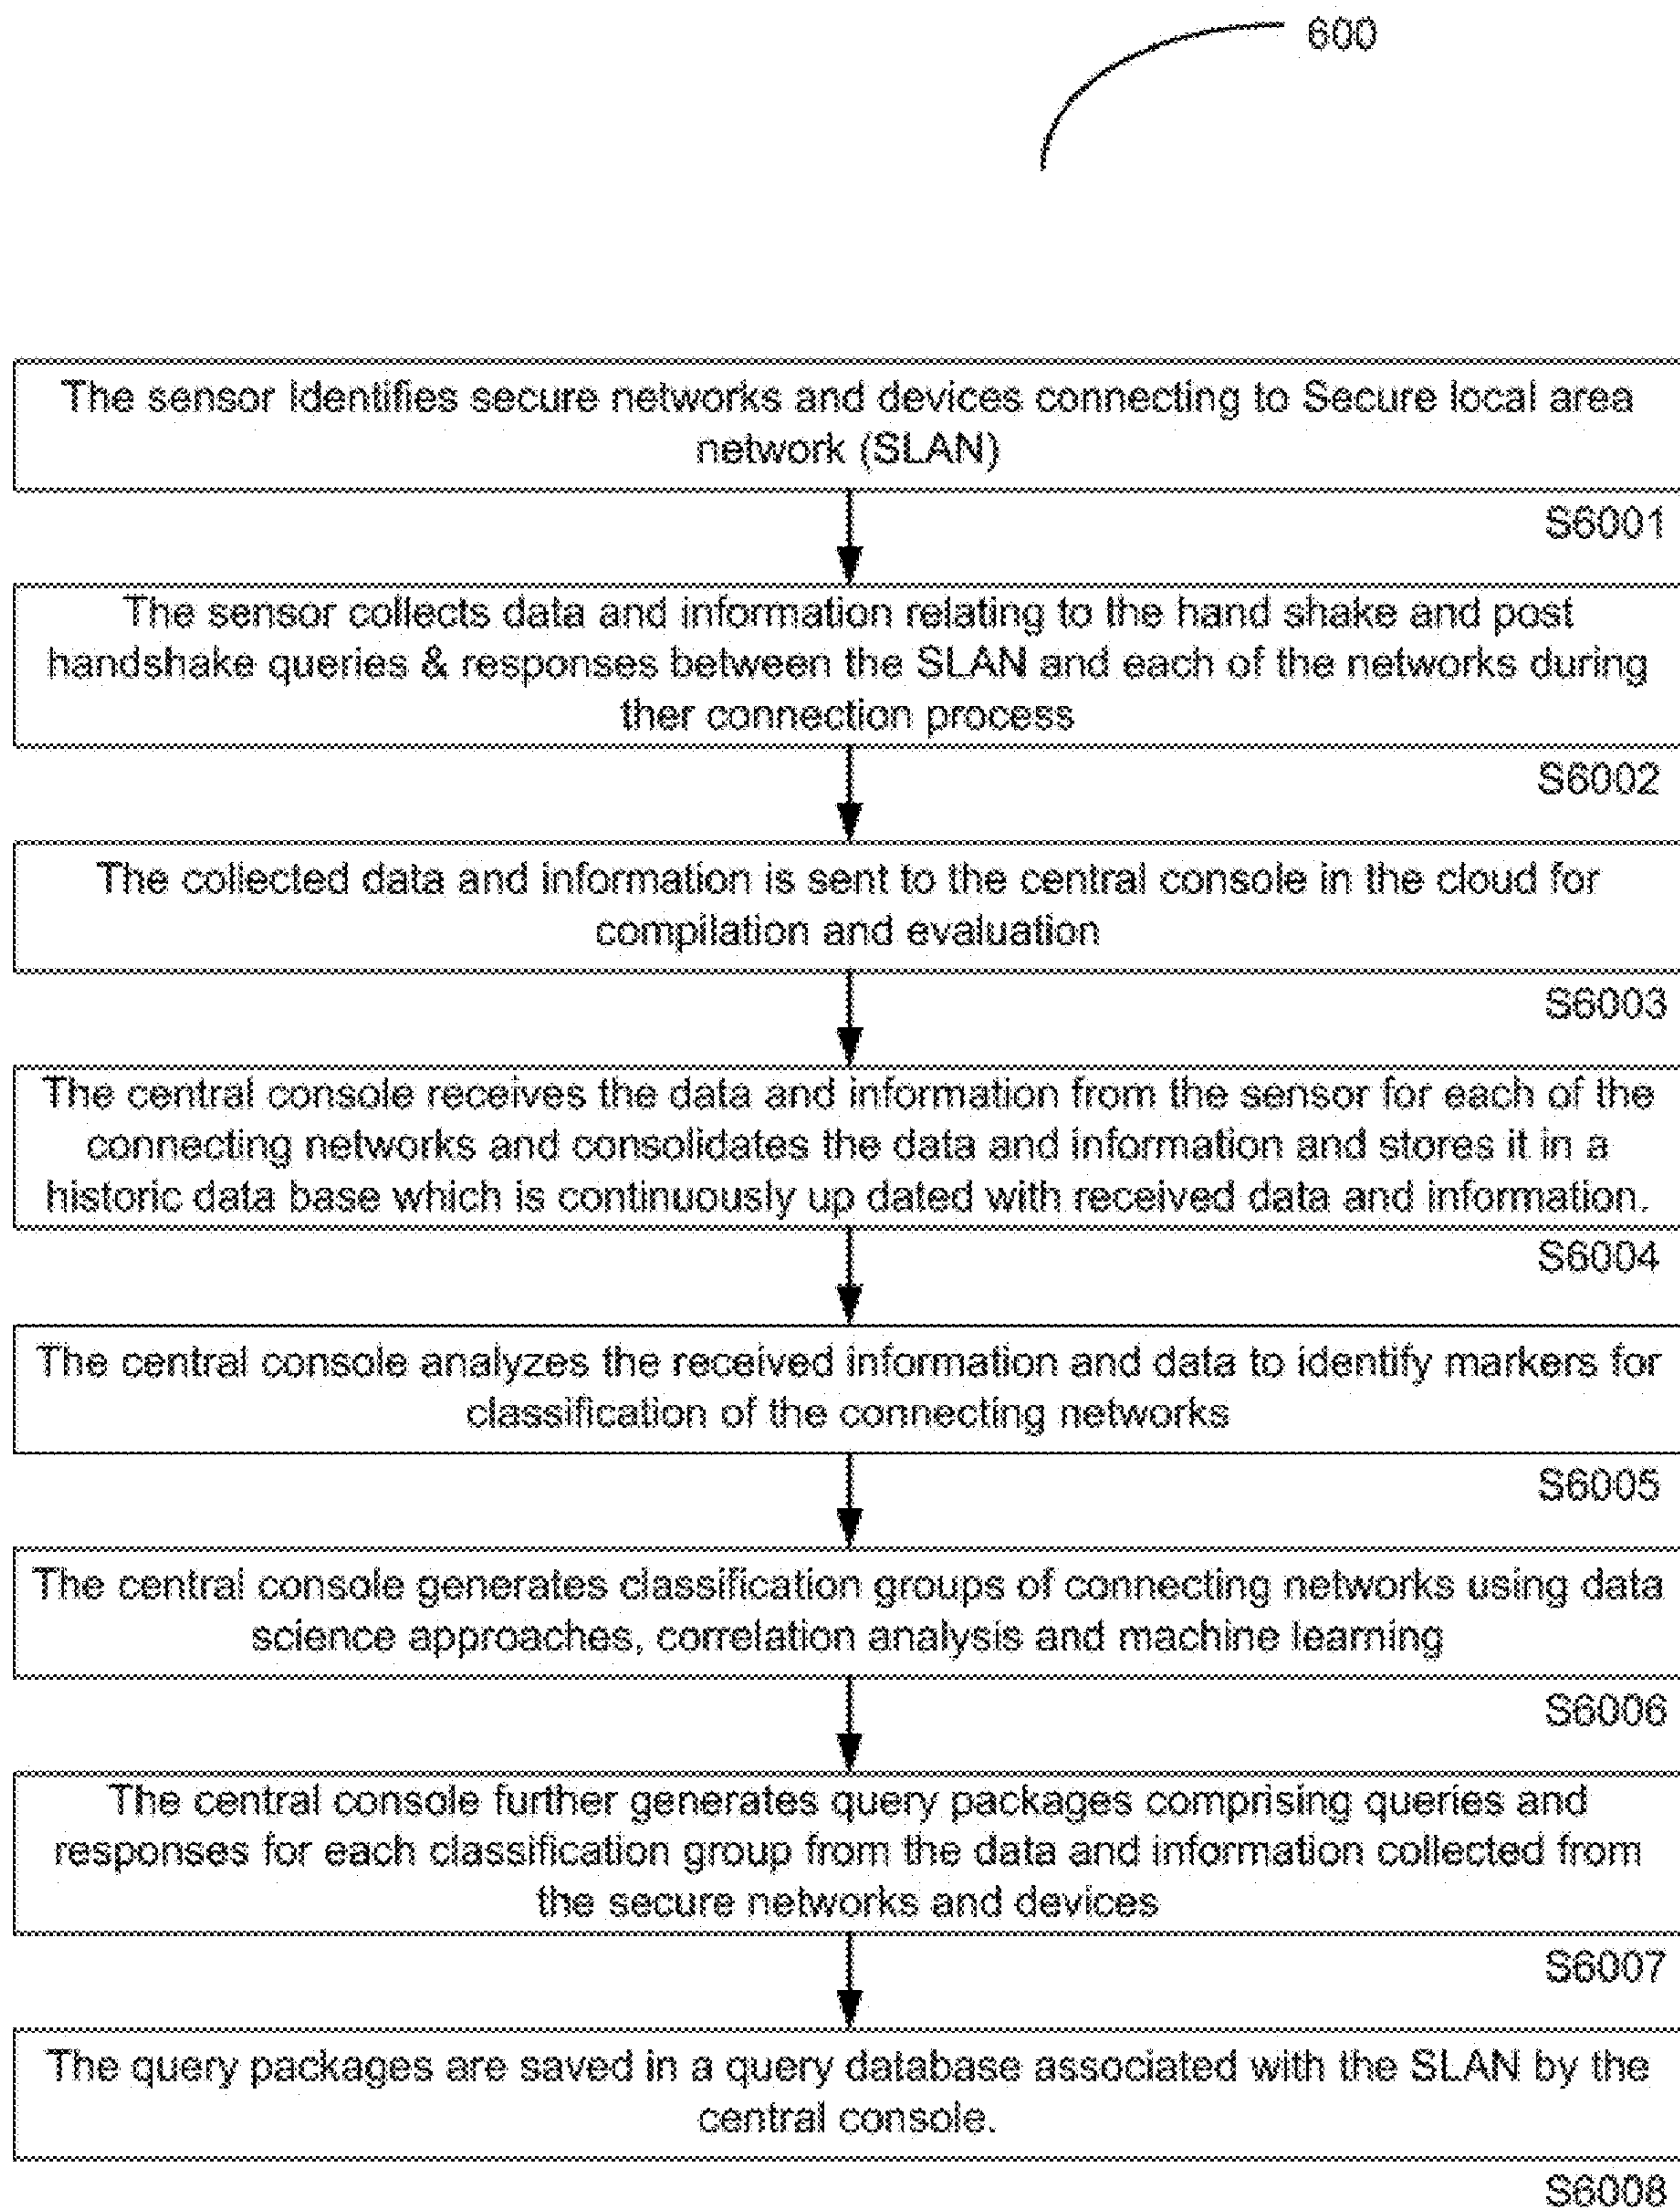 600
The sensor identifies secure networks and devices connecting to Secure local area
network (SLAN)
S6001
The sensor collects data and information relating to the hand shake and post
handshake queries & responses between the SLAN and each of the networks during
ther connection process
S6002
The collected data and information is sent to the central console in the cloud for
compilation and evaluation
S6003
The central console receives the data and information from the sensor for each of the
connecting networks and consolidates the data and information and stores it in a
historic data base which is continuously up dated with received data and information.
S6004
The central console analyzes the received information and data to identify markers for
classification of the connecting networks
S6005
The central console generates classification groups of connecting networks using data
science approaches, correlation analysis and machine learning
S6006
The central console further generates query packages comprising queries and
responses for each classification group from the data and information collected from
the secure networks and devices
S6007
The query packages are saved in a query database associated with the SLAN by the
central console.
S6008